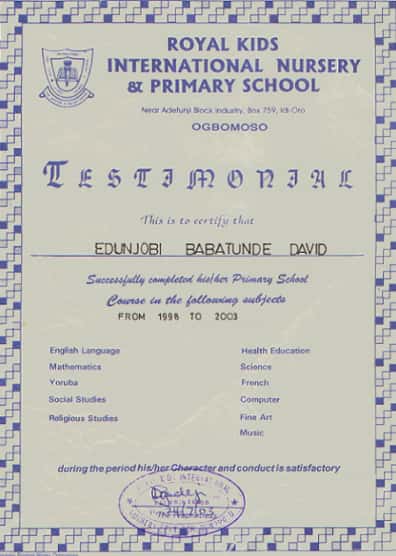 ROYAL KIDS
INTERNATIONAL NURSERY
& PRIMARY SCHOOL
Near Adefunji Block Industry, Box 759, Idi-Oro
OGBOMOSO
TESTIMONIAL
This is to certify that
EDUNJOBI BABATUNDE DAVID
Successfully completed his/her Primary School
Course in the following subjects
FROM 1998 TO 2003
English Language
Mathematics
Yoruba
Social Studies
Religious Studies
Health Education
Science
French
Computer
Fine Art
Music
during the period his/her Character and conduct is satisfactory
INTERNATIONAL